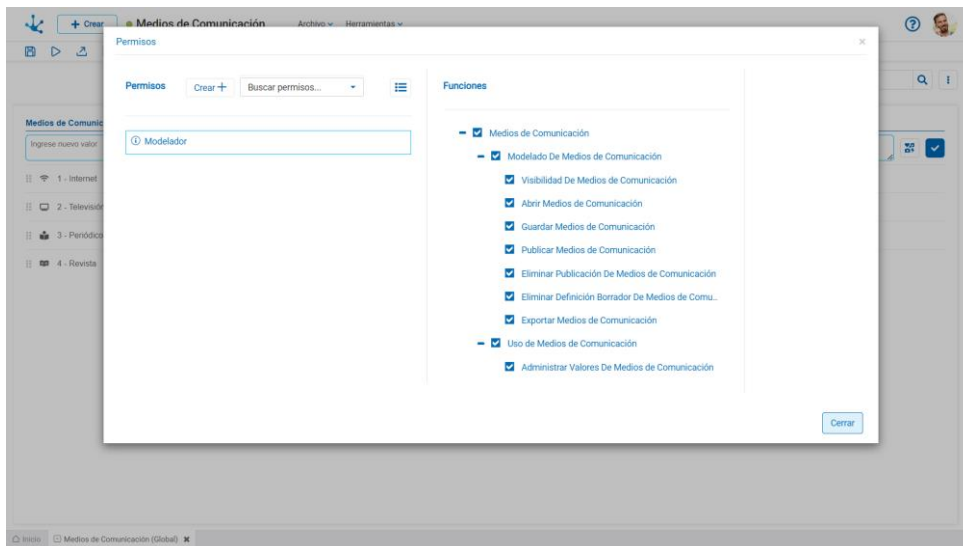 + Crear
Medios de Comunicación
Archivo
Herramientas
Permisos
×
Permisos
Crear +
Buscar permisos...
Funciones
Modelador
Medios de Comunicación
Modelado De Medios de Comunicación
Visibilidad De Medios de Comunicación
Abrir Medios de Comunicación
Guardar Medios de Comunicación
Publicar Medios de Comunicación
Eliminar Publicación De Medios de Comunicación
Eliminar Definición Borrador De Medios de Comu...
Exportar Medios de Comunicación
Uso de Medios de Comunicación
Administrar Valores De Medios de Comunicación
Cerrar
Medios de Comunic
Ingrese nuevo valor
1 - Internet
2 - Televisión
3 - Periódico
4 - Revista
Inicio
Medios de Comunicación (Global)